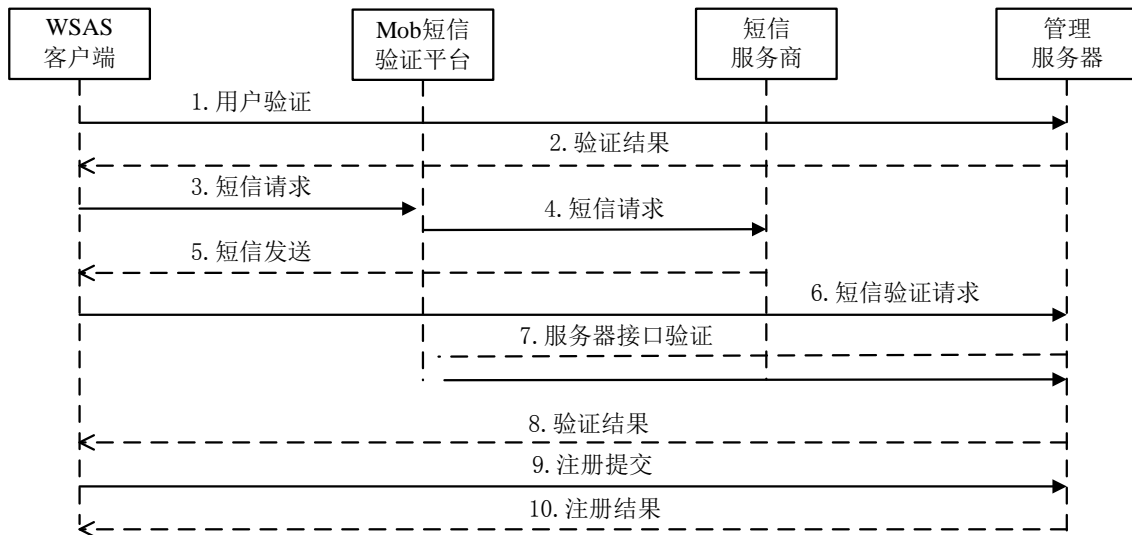 WSAS
客户端
Mob短信
验证平台
短信
服务商
管理
服务器
1.用户验证
2.验证结果
3.短信请求
4.短信请求
5.短信发送
6.短信验证请求
7.服务器接口验证
8.验证结果
9.注册提交
10.注册结果